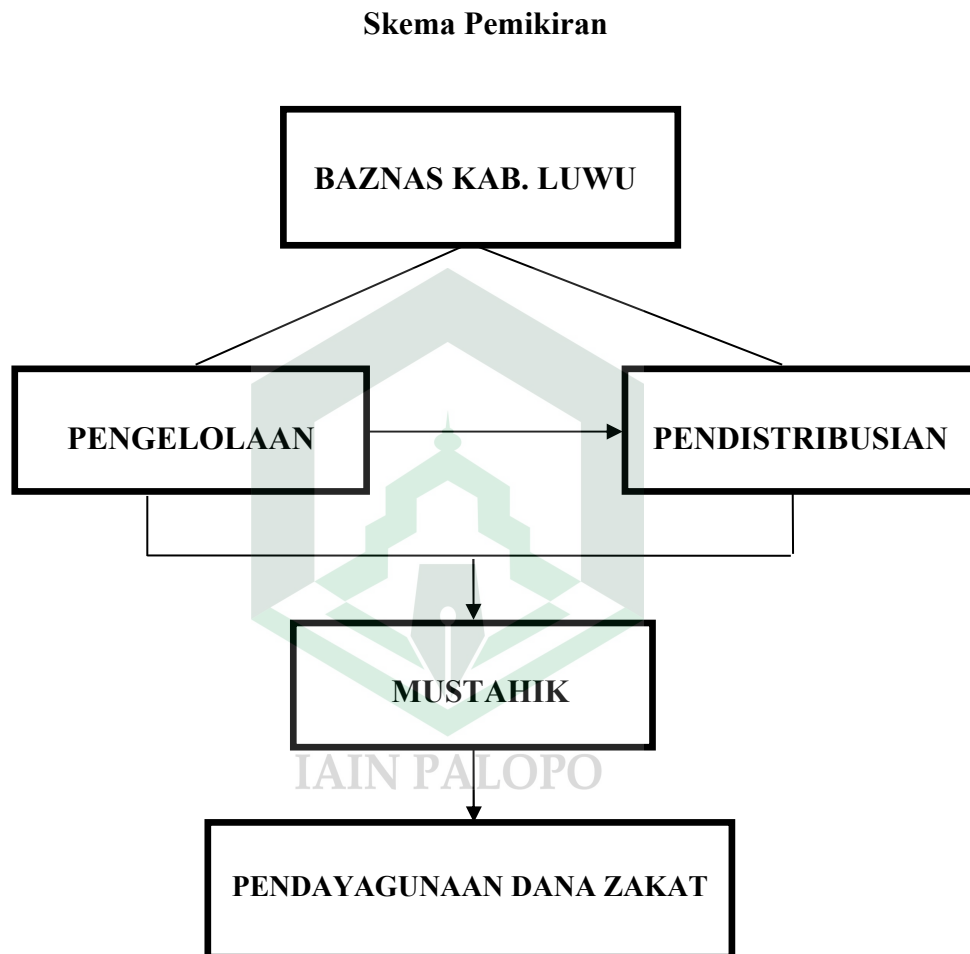 Skema Pemikiran
BAZNAS KAB. LUWU
PENGELOLAAN
PENDISTRIBUSIAN
MUSTAHIK
IAIN PALOPO
PENDAYAGUNAAN DANA ZAKAT